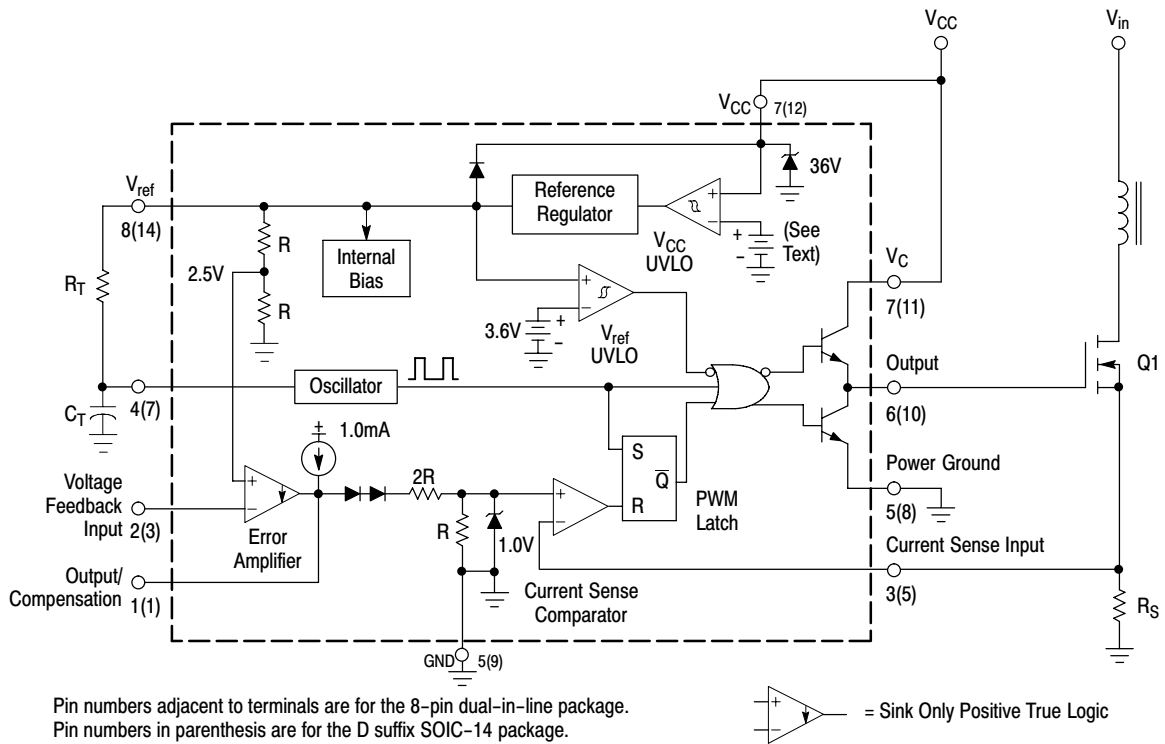 VCC
Vin
VCC 7(12)
Vref
8(14)
RT
CT
4(7)
2.5V
R
R
Internal
Bias
Reference
Regulator
36V
+
−
VCC
UVLO
+
−
(See
Text)
VC
7(11)
+
−
3.6V
+
−
Vref
UVLO
Output
6(10)
Q1
Oscillator
1.0mA
+
Voltage
Feedback
Input 2(3)
+
−
Error
Amplifier
2R
R
1.0V
+
−
Current Sense
Comparator
S
Q
R
PWM
Latch
Power Ground
5(8)
Current Sense Input
3(5)
RS
Output/
Compensation 1(1)
GND 5(9)
Pin numbers adjacent to terminals are for the 8−pin dual−in−line package.
Pin numbers in parenthesis are for the D suffix SOIC−14 package.
+
−
= Sink Only Positive True Logic